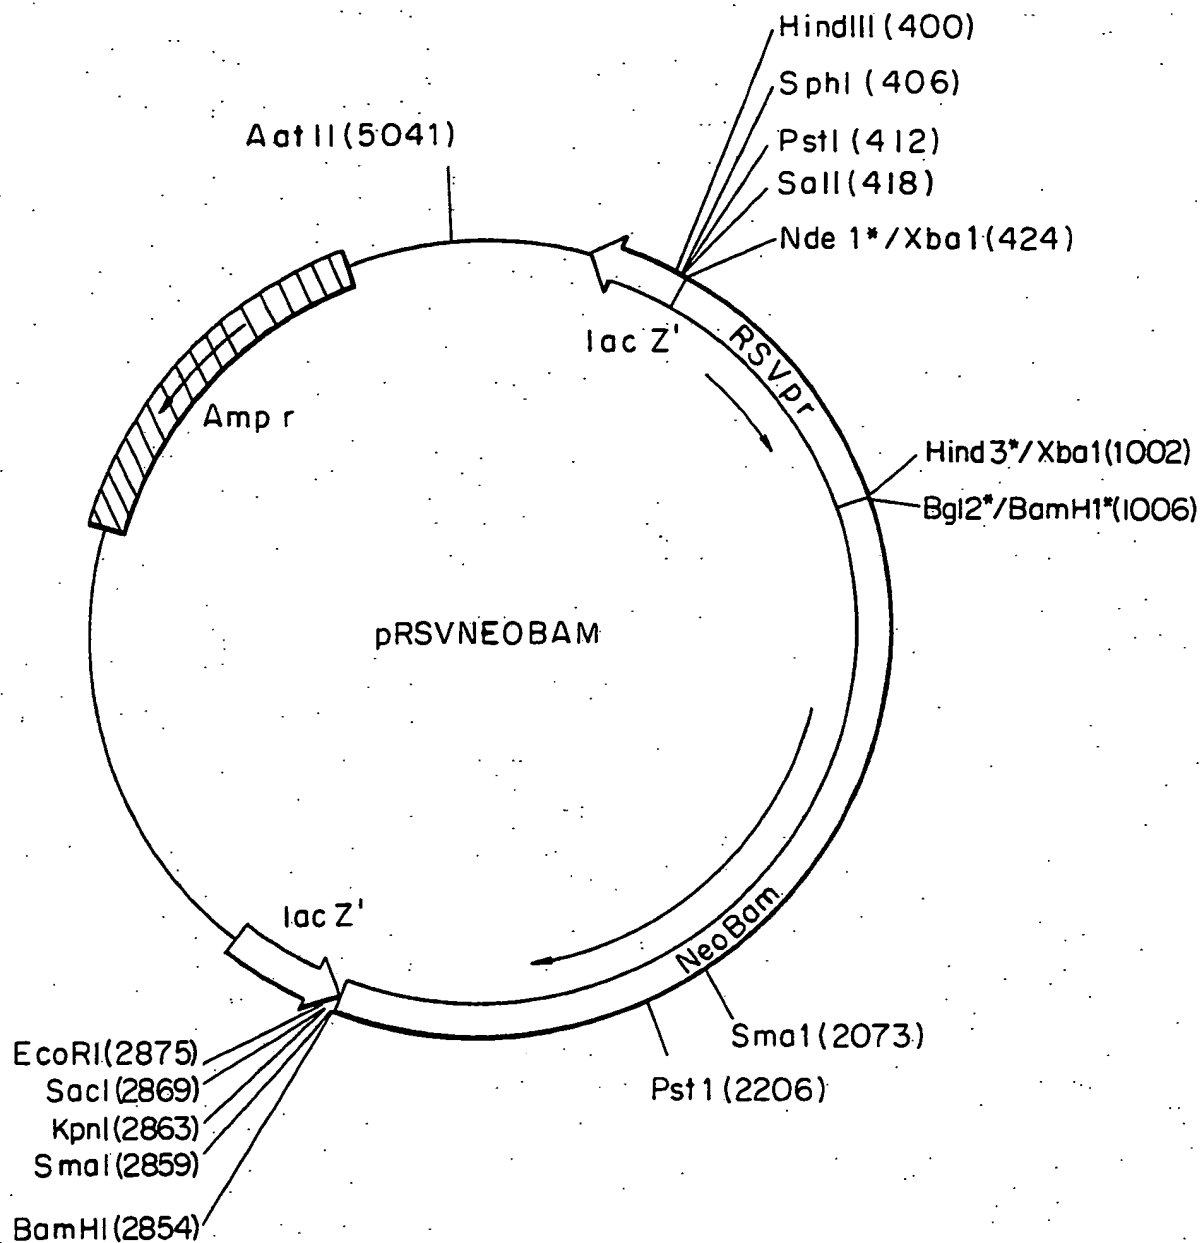 HindIII (400)
SphI (406)
AatII (5041)
PstI (412)
SalI (418)
Nde 1*/Xba1 (424)
lac Z'
RSVpr
Amp r
Hind 3*/Xba1 (1002)
Bgl2*/BamH1* (1006)
pRSVNEOBAM
lac Z'
NeoBam
Sma1 (2073)
EcoRI (2875)
SacI (2869)
Pst 1 (2206)
KpnI (2863)
SmaI (2859)
BamHI (2854)